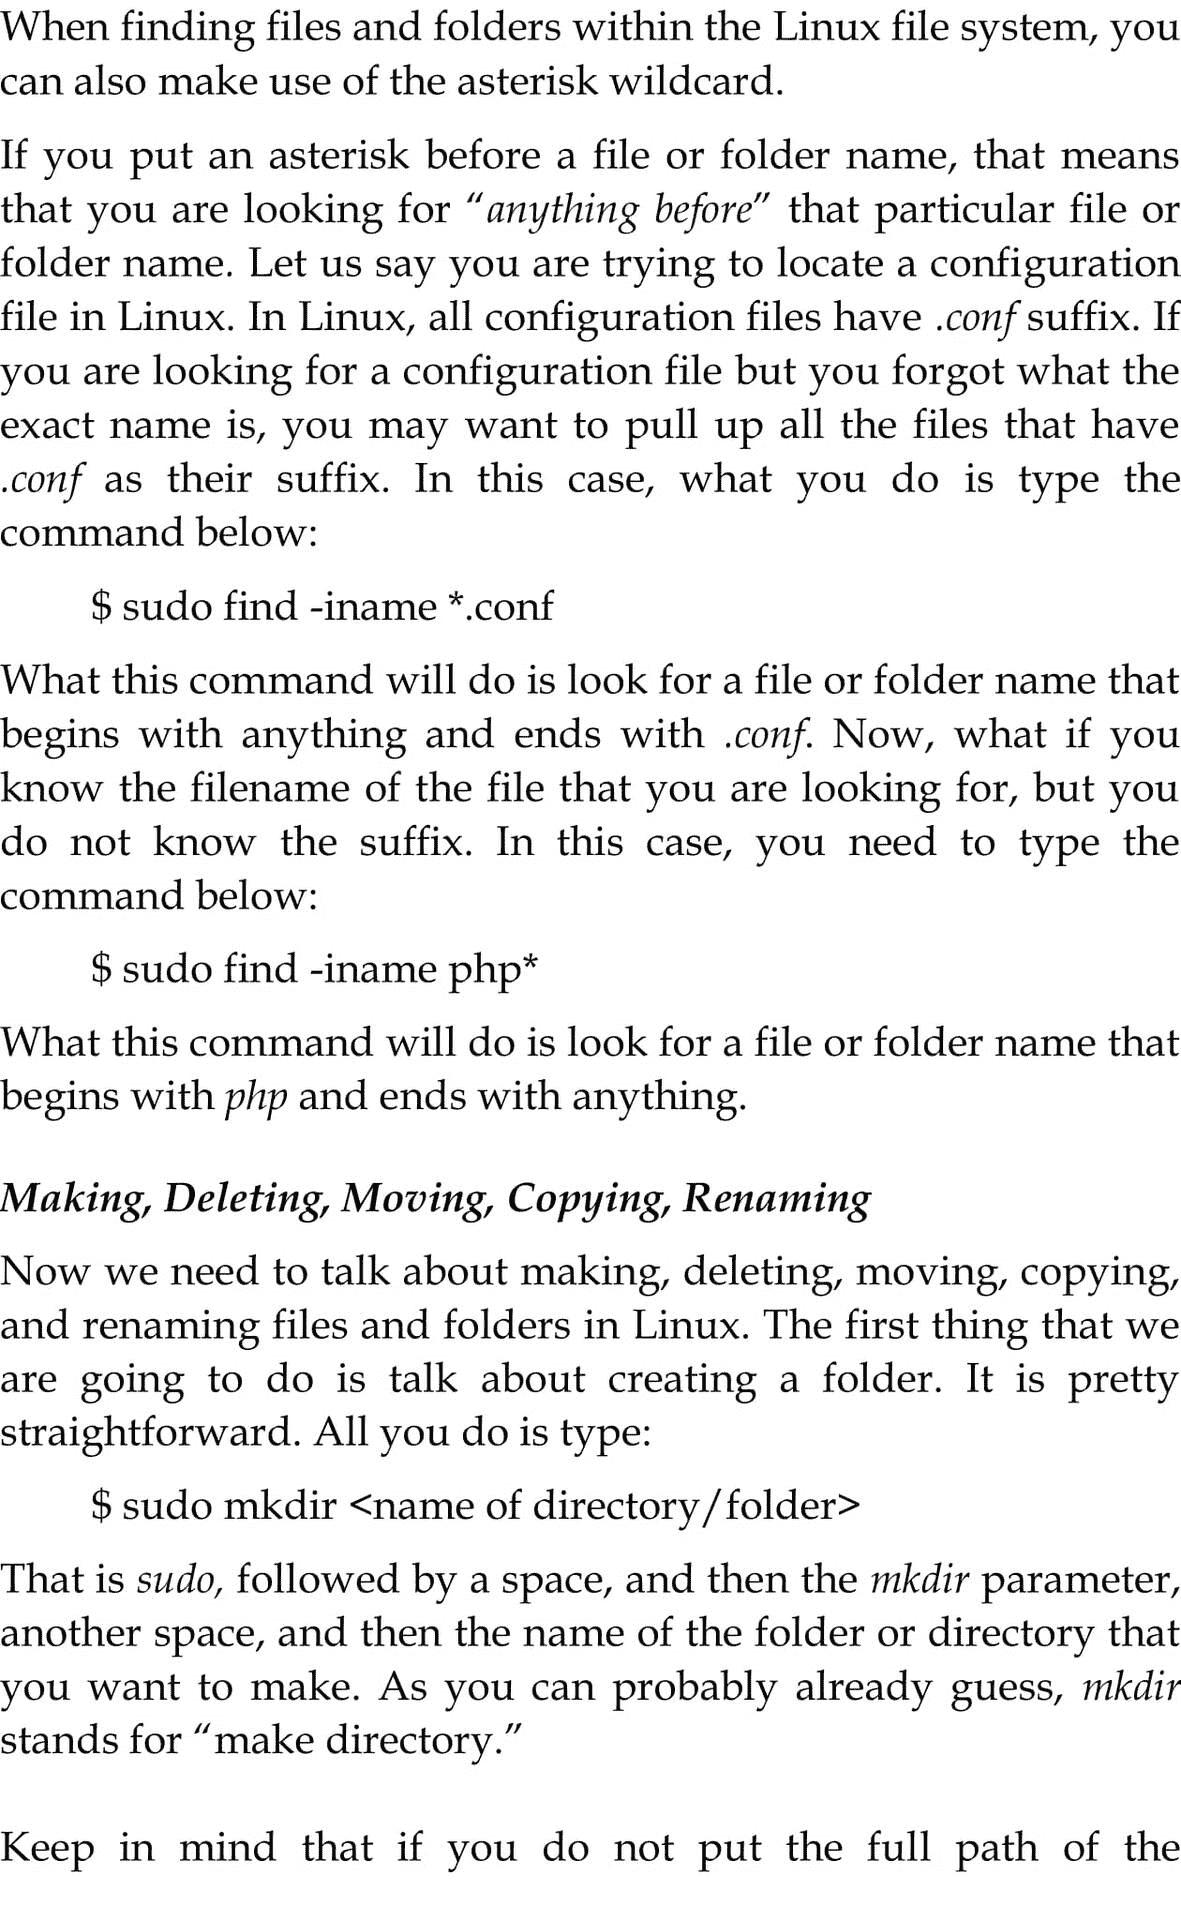 When finding files and folders within the Linux file system, you
can also make use of the asterisk wildcard.
If you put an asterisk before a file or folder name, that means
that you are looking for “anything before” that particular file or
folder name. Let us say you are trying to locate a configuration
file in Linux. In Linux, all configuration files have .conf suffix. If
you are looking for a configuration file but you forgot what the
exact name is, you may want to pull up all the files that have
.conf as their suffix. In this case, what you do is type the
command below:
$ sudo find -iname *.conf
What this command will do is look for a file or folder name that
begins with anything and ends with .conf. Now, what if you
know the filename of the file that you are looking for, but you
do not know the suffix. In this case, you need to type the
command below:
$ sudo find -iname php*
What this command will do is look for a file or folder name that
begins with php and ends with anything.
Making, Deleting, Moving, Copying, Renaming
Now we need to talk about making, deleting, moving, copying,
and renaming files and folders in Linux. The first thing that we
are going to do is talk about creating a folder. It is pretty
straightforward. All you do is type:
$ sudo mkdir <name of directory/folder>
That is sudo, followed by a space, and then the mkdir parameter,
another space, and then the name of the folder or directory that
you want to make. As you can probably already guess, mkdir
stands for “make directory.”
Keep in mind that if you do not put the full path of the